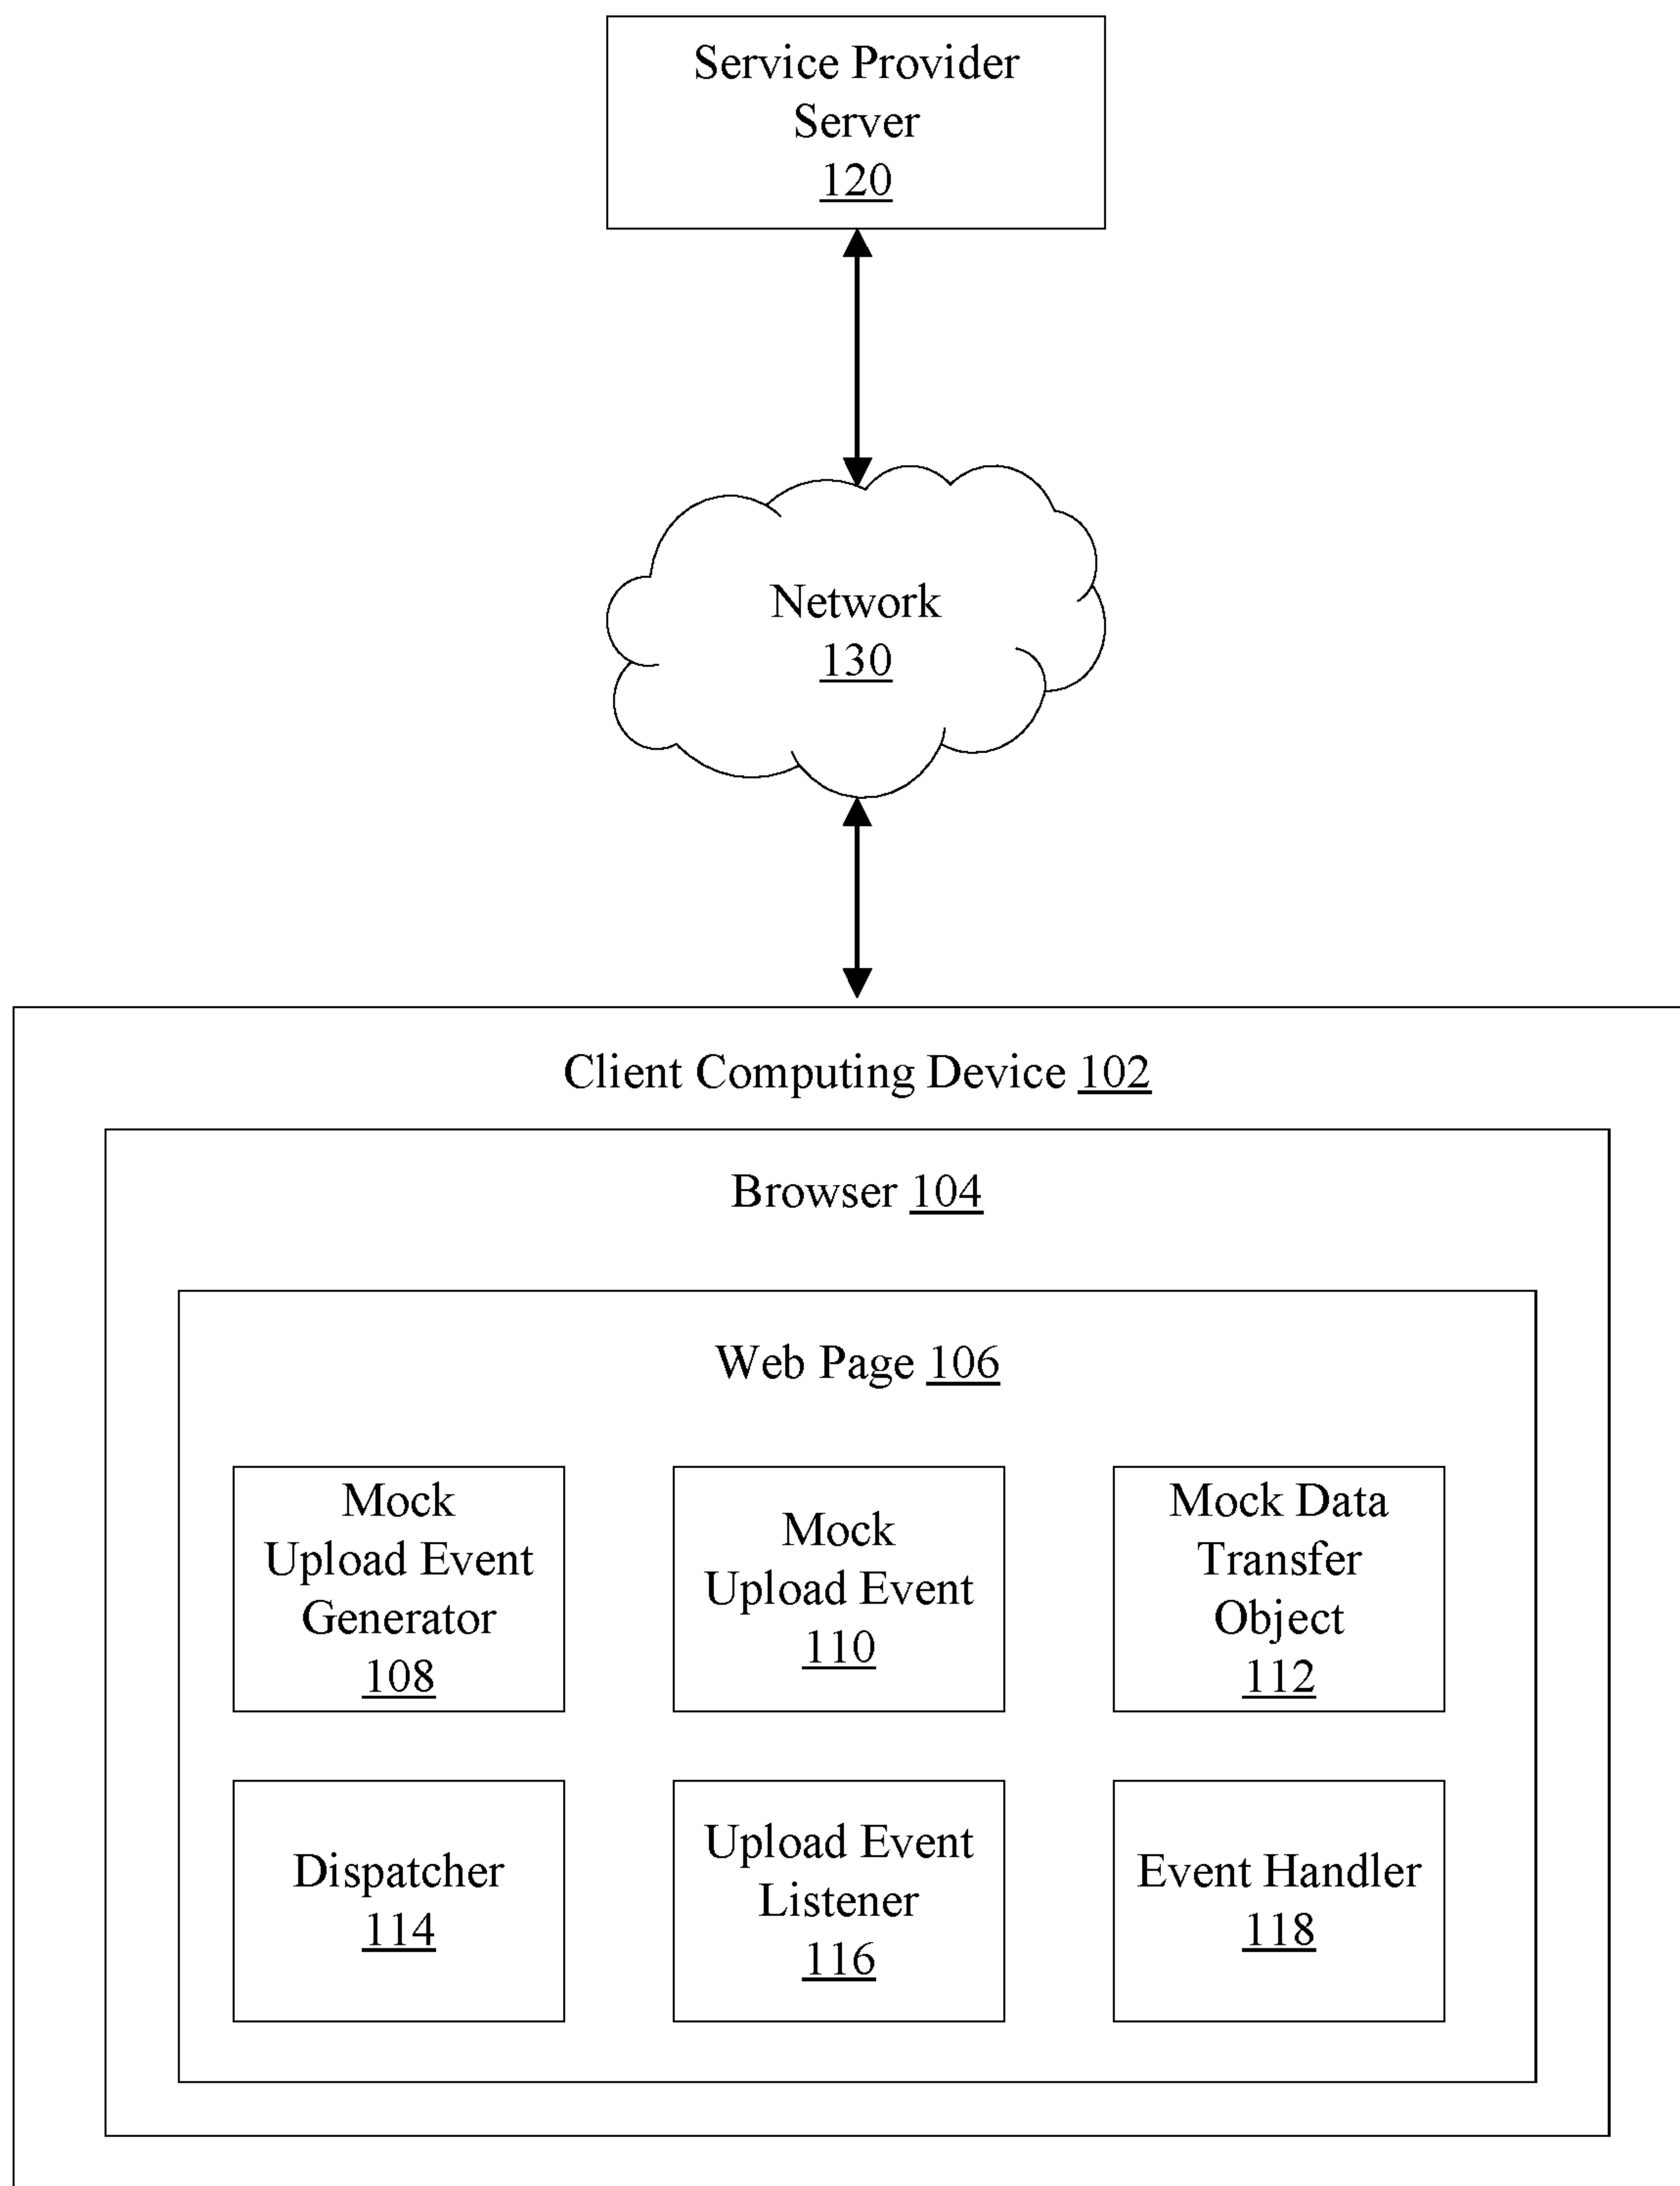 Service Provider
Server
120
Network
130
Client Computing Device 102
Browser 104
Web Page 106
Mock
Upload Event
Generator
108
Mock
Upload Event
110
Mock Data
Transfer
Object
112
Dispatcher
114
Upload Event
Listener
116
Event Handler
118